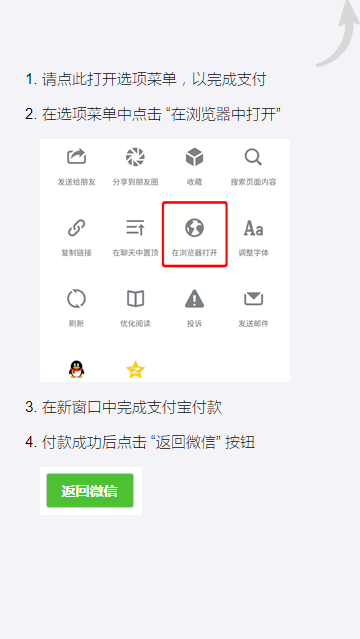 1. 请点此打开选项菜单，以完成支付
2. 在选项菜单中点击 “在浏览器中打开”
发送给朋友 分享到朋友圈 收藏 搜索页面内容
Aa
复制链接 在聊天中置顶 在浏览器打开 调整字体
刷新 优化阅读 投诉 发送邮件
3. 在新窗口中完成支付宝付款
4. 付款成功后点击 “返回微信” 按钮
返回微信